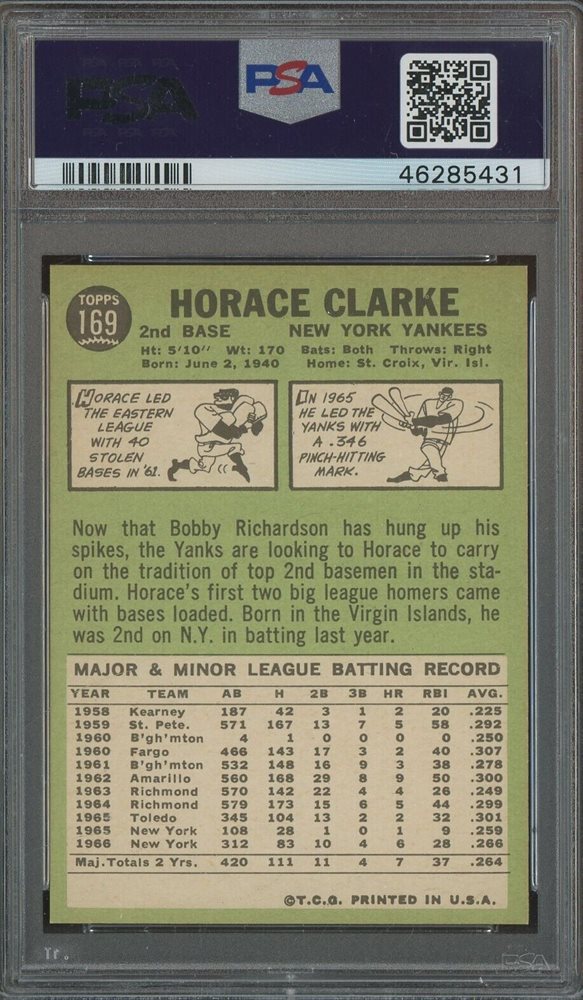 PSA
PSA
46285431
TOPPS
169
HORACE CLARKE
2nd BASE NEW YORK YANKEES
Ht: 5'10" Wt: 170 Bats: Both Throws: Right
Born: June 2, 1940 Home: St. Croix, Vir. Isl.
HORACE LED
THE EASTERN
LEAGUE
WITH 40
STOLEN
BASES IN '61.
IN 1965
HE LED THE
YANKS WITH
A .346
PINCH-HITTING
MARK.
Now that Bobby Richardson has hung up his
spikes, the Yanks are looking to Horace to carry
on the tradition of top 2nd basemen in the sta-
dium. Horace's first two big league homers came
with bases loaded. Born in the Virgin Islands, he
was 2nd on N.Y. in batting last year.
MAJOR & MINOR LEAGUE BATTING RECORD
YEAR TEAM AB H 2B 3B HR RBI AVG.
1958 Kearney 187 42 3 1 2 20 .225
1959 St. Pete. 571 167 13 7 5 58 .292
1960 B'gh'mton 4 1 0 0 0 0 .250
1960 Fargo 466 143 17 3 2 40 .307
1961 B'gh'mton 532 148 16 9 3 38 .278
1962 Amarillo 560 168 29 8 9 50 .300
1963 Richmond 570 142 22 4 4 26 .249
1964 Richmond 579 173 15 6 5 44 .299
1965 Toledo 345 104 13 2 2 32 .301
1965 New York 108 28 1 0 1 9 .259
1966 New York 312 83 10 4 6 28 .266
Maj. Totals 2 Yrs. 420 111 11 4 7 37 .264
©T.C.G. PRINTED IN U.S.A.
PSA